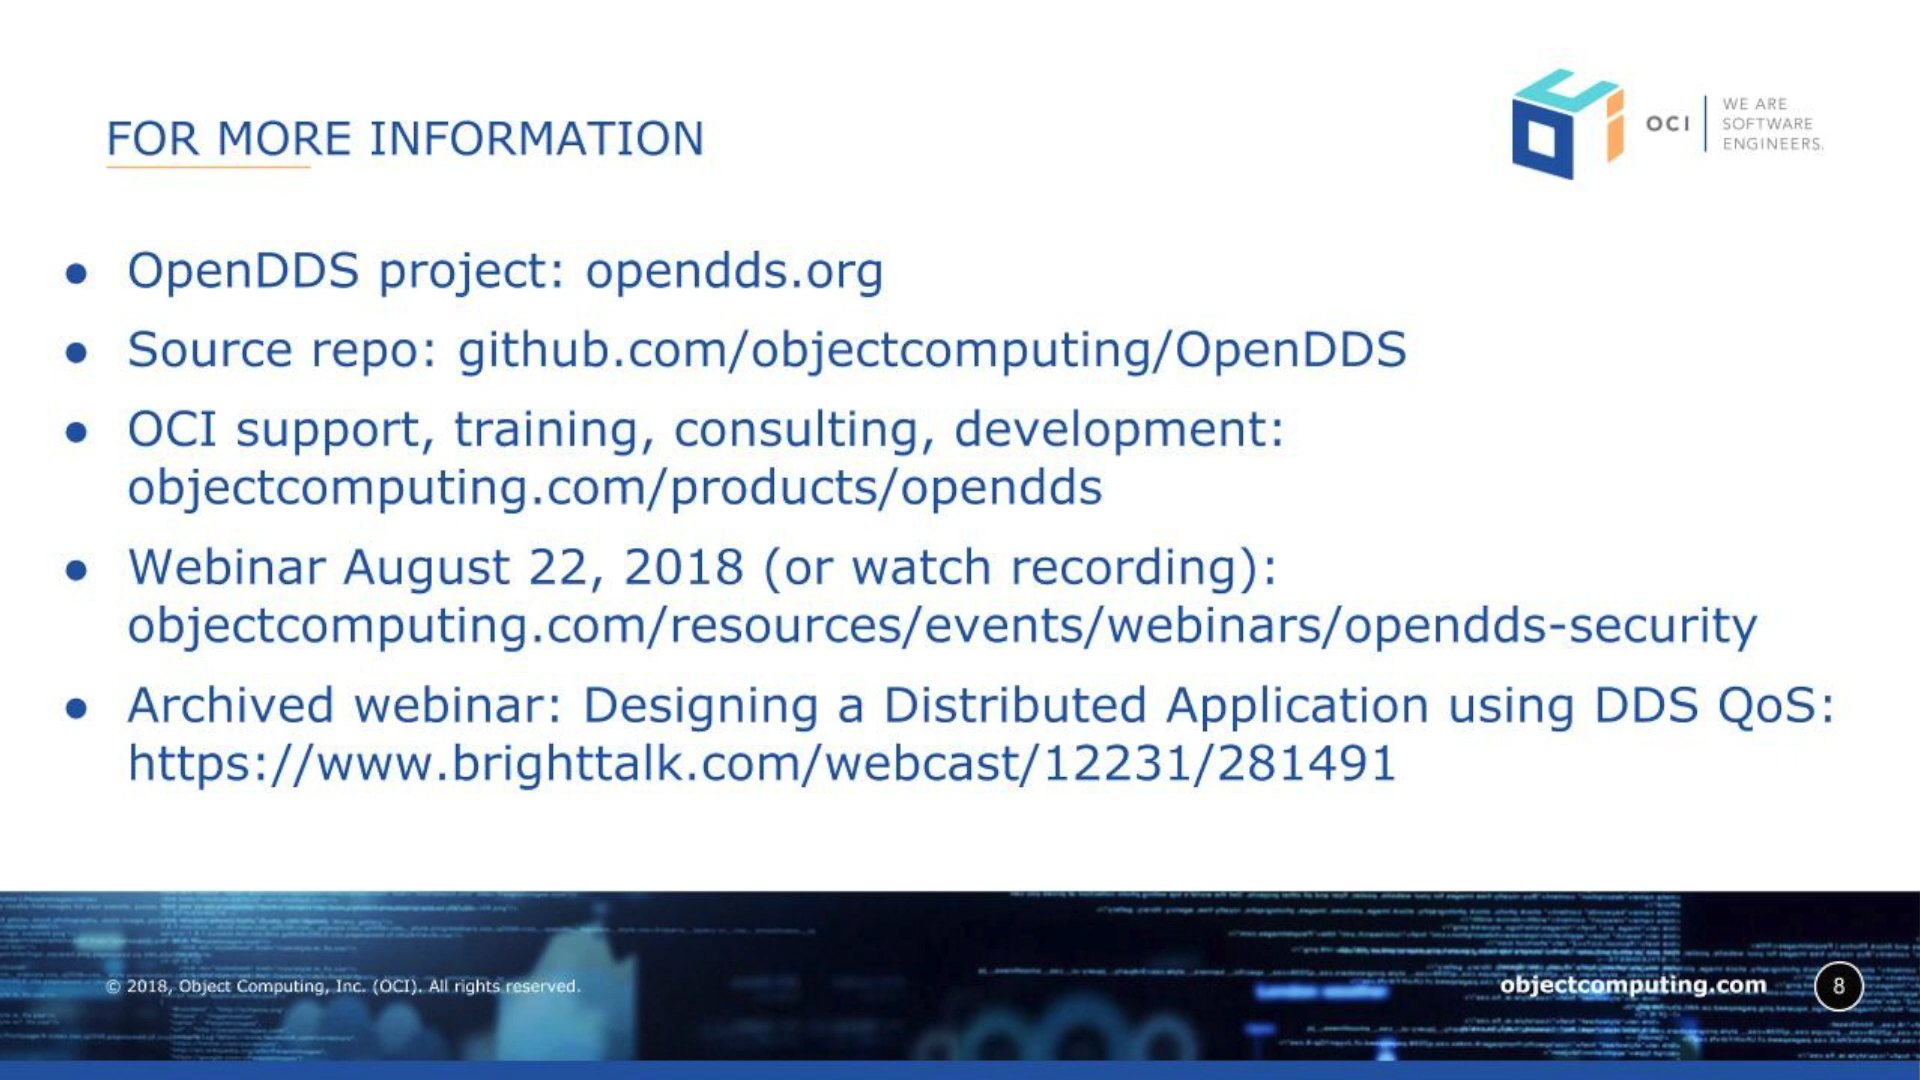 FOR MORE INFORMATION
OCI
WE ARE
SOFTWARE
ENGINEERS.
● OpenDDS project: opendds.org
● Source repo: github.com/objectcomputing/OpenDDS
● OCI support, training, consulting, development:
objectcomputing.com/products/opendds
● Webinar August 22, 2018 (or watch recording):
objectcomputing.com/resources/events/webinars/opendds-security
● Archived webinar: Designing a Distributed Application using DDS QoS:
https://www.brighttalk.com/webcast/12231/281491
© 2018, Object Computing, Inc. (OCI). All rights reserved.
objectcomputing.com
8